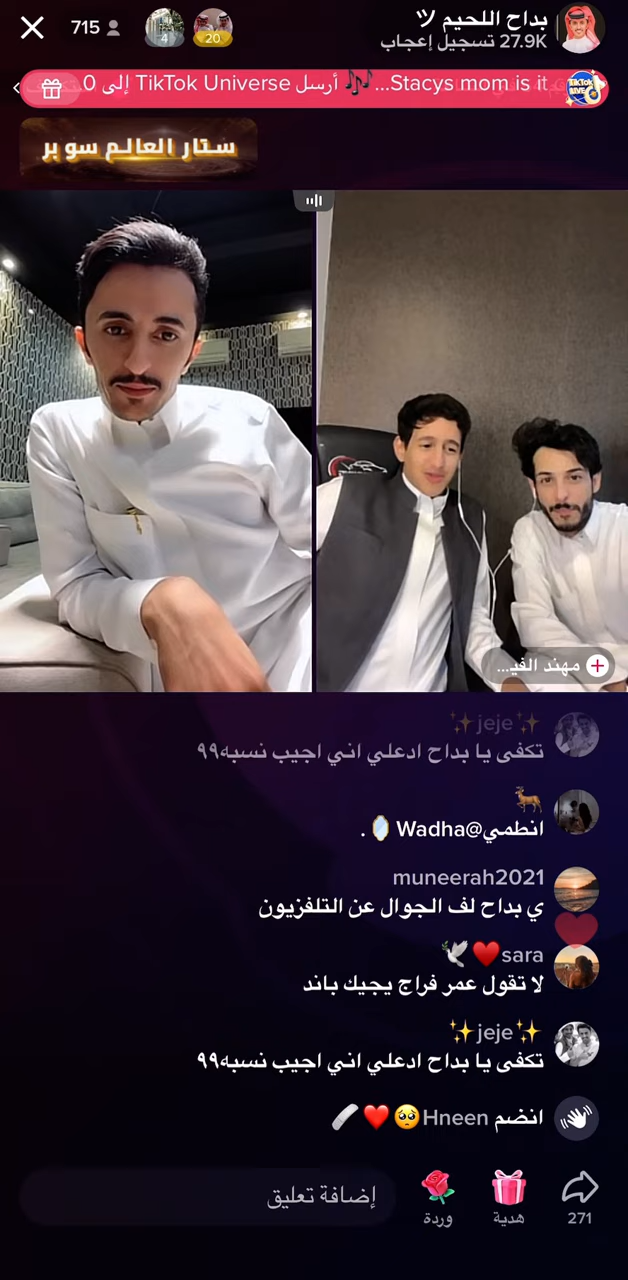 بداح اللحيم ツ
27.9K تسجيل إعجاب
715
4
20
Stacys mom is it... 🎶 أرسل TikTok Universe إلى 0
TikTok LIVE
ستار العالم سوبر
مهند الفيـ...
✨jeje✨
تكفى يا بداح ادعلي اني اجيب نسبه٩٩
🦌
انطمي@Wadha 🪞 .
muneerah2021
ي بداح لف الجوال عن التلفزيون
sara❤️🕊️
لا تقول عمر فراج يجيك باند
✨jeje✨
تكفى يا بداح ادعلي اني اجيب نسبه٩٩
انضم Hneen🥺❤️🩹
إضافة تعليق
وردة
هدية
271